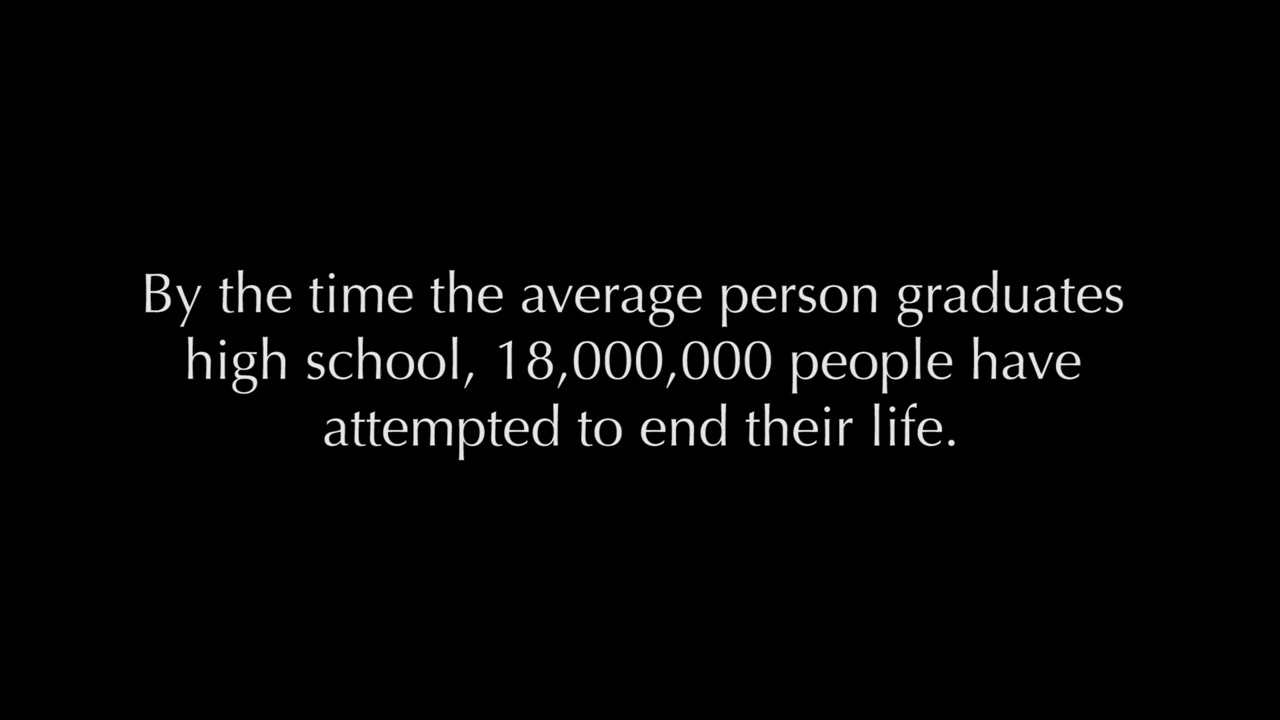 By the time the average person graduates
high school, 18,000,000 people have
attempted to end their life.